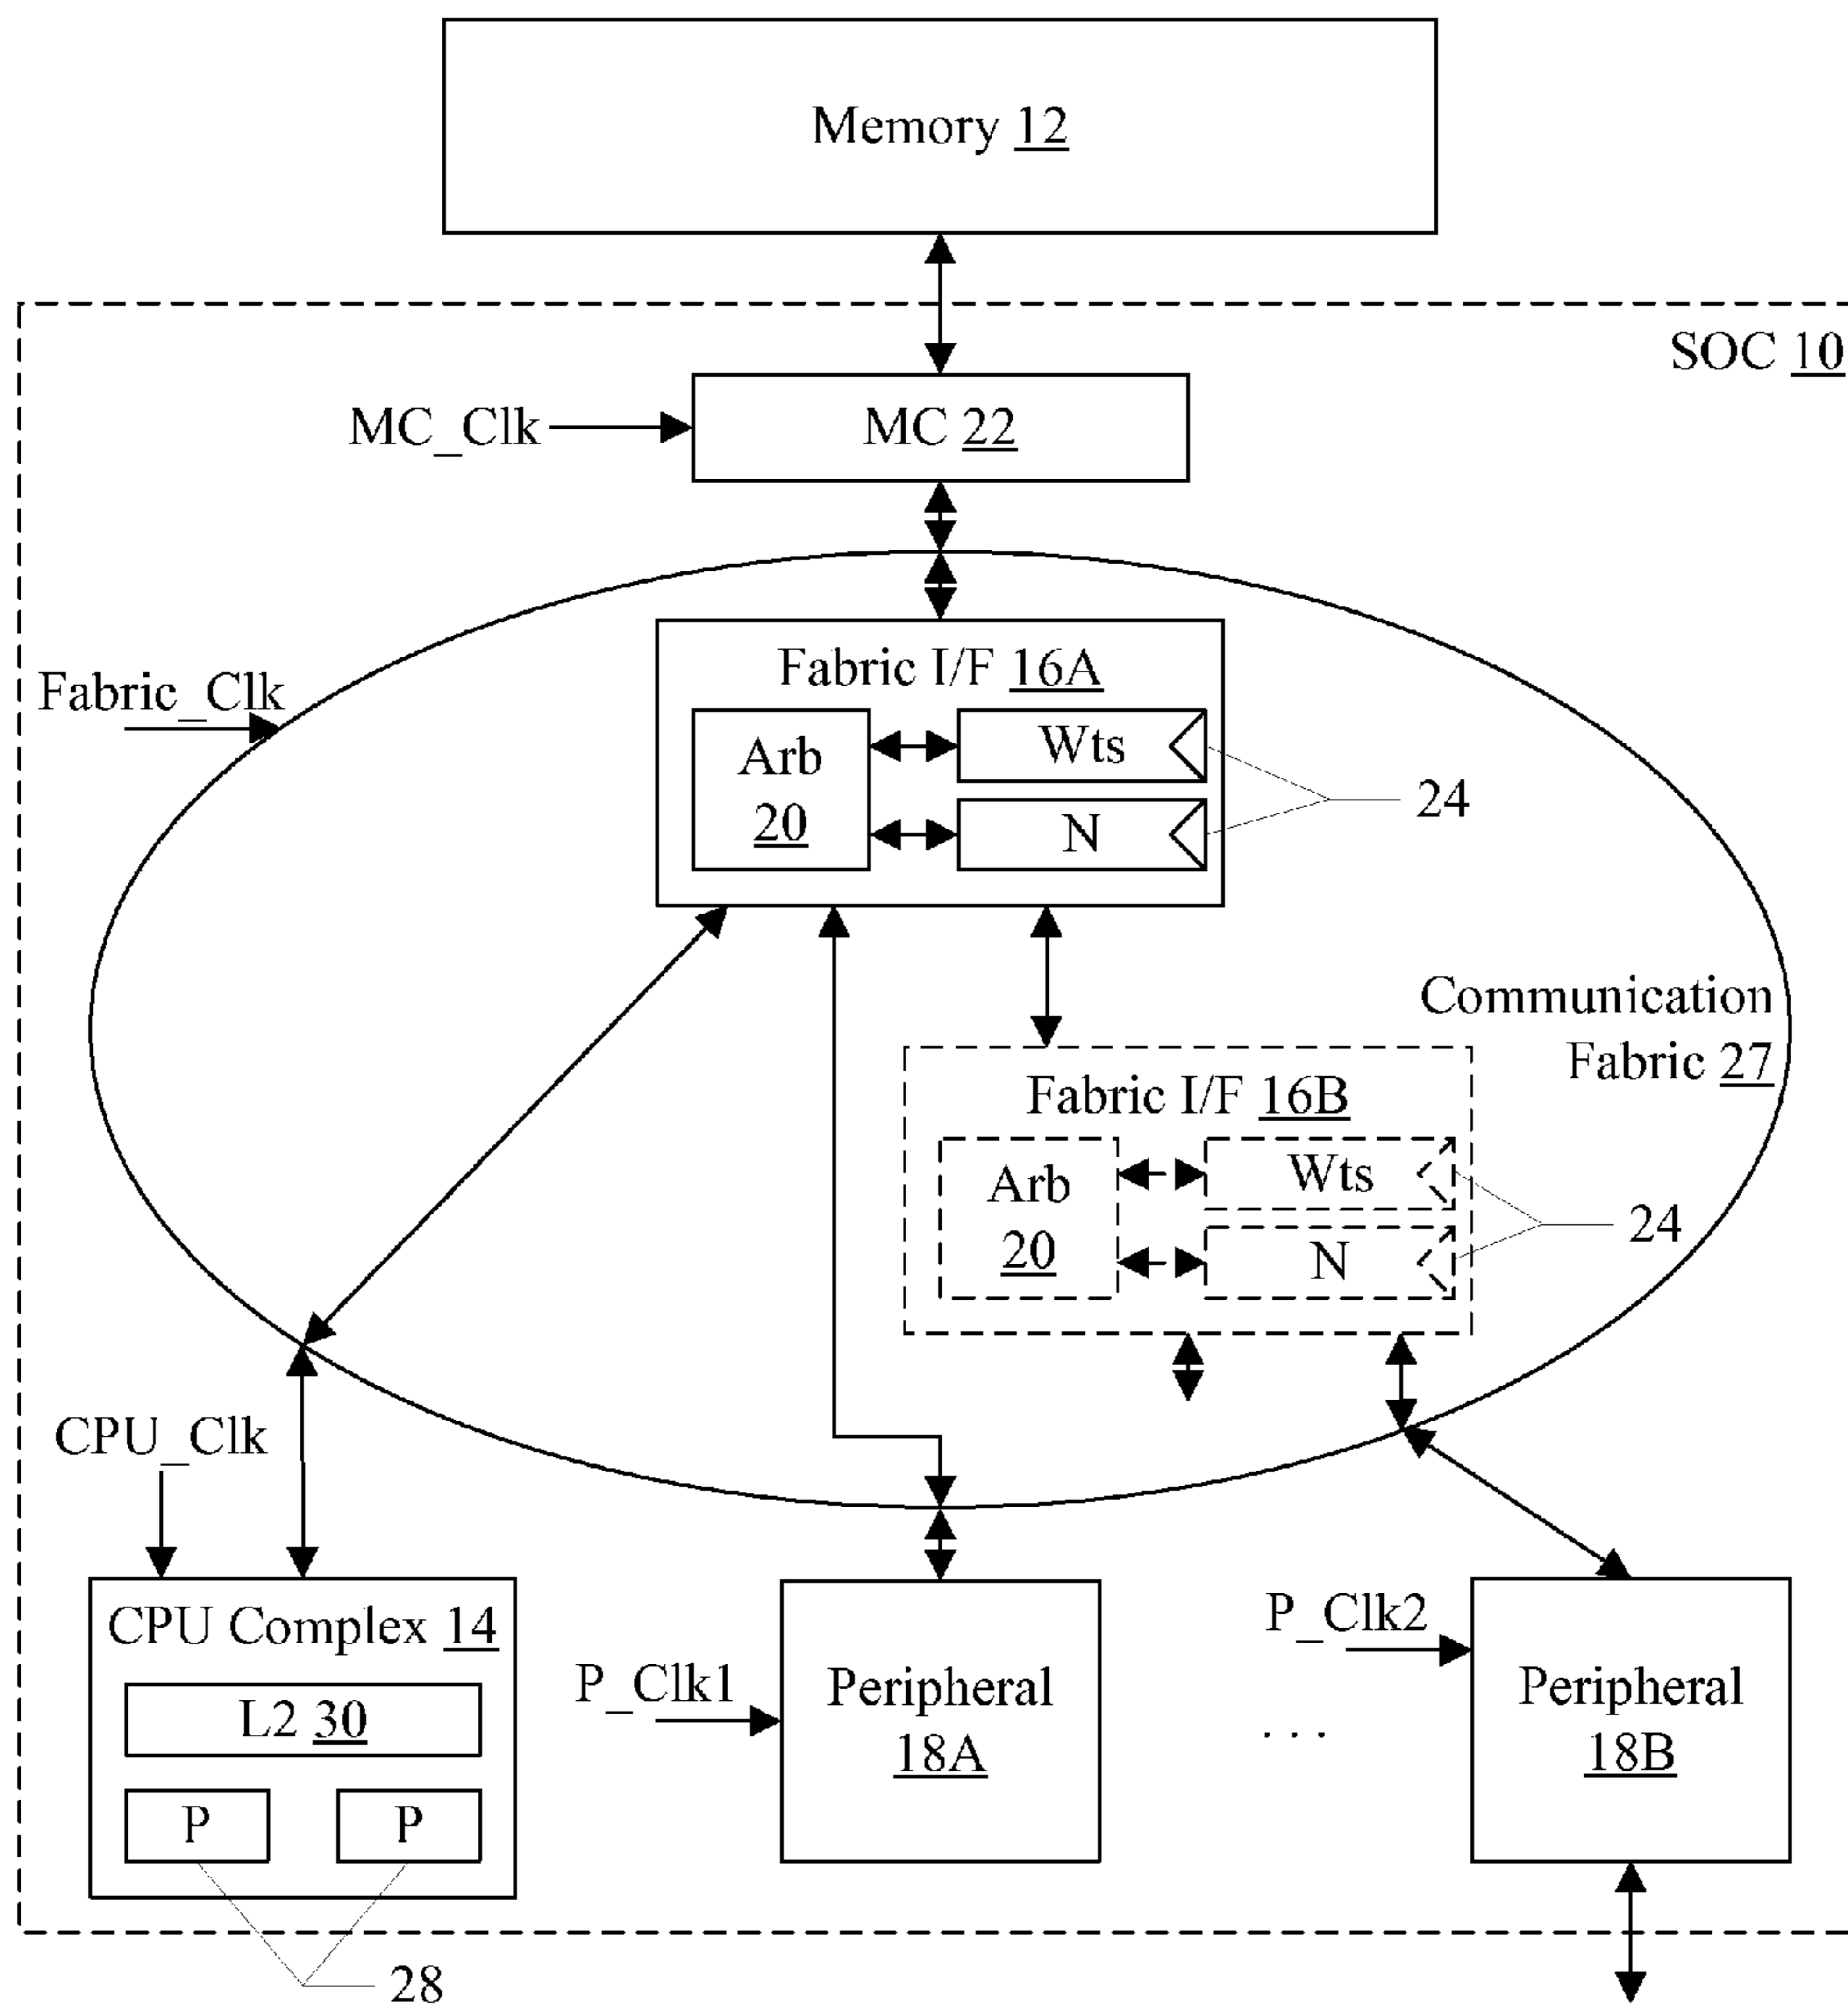 Memory 12
SOC 10
MC_Clk
MC 22
Fabric I/F 16A
Fabric_Clk
Arb
20
Wts
N
24
Communication
Fabric 27
Fabric I/F 16B
Arb
20
Wts
N
24
CPU_Clk
CPU Complex 14
L2 30
P
P
28
P_Clk1
Peripheral
18A
. . .
P_Clk2
Peripheral
18B